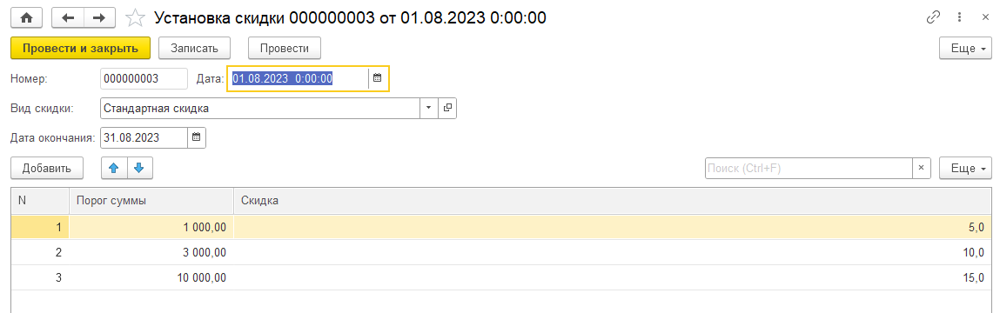 Установка скидки 000000003 от 01.08.2023 0:00:00
Провести и закрыть Записать Провести Еще
Номер: 000000003 Дата: 01.08.2023 0:00:00
Вид скидки: Стандартная скидка
Дата окончания: 31.08.2023
Добавить Поиск (Ctrl+F) × Еще
N Порог суммы Скидка
1 1 000,00 5,0
2 3 000,00 10,0
3 10 000,00 15,0